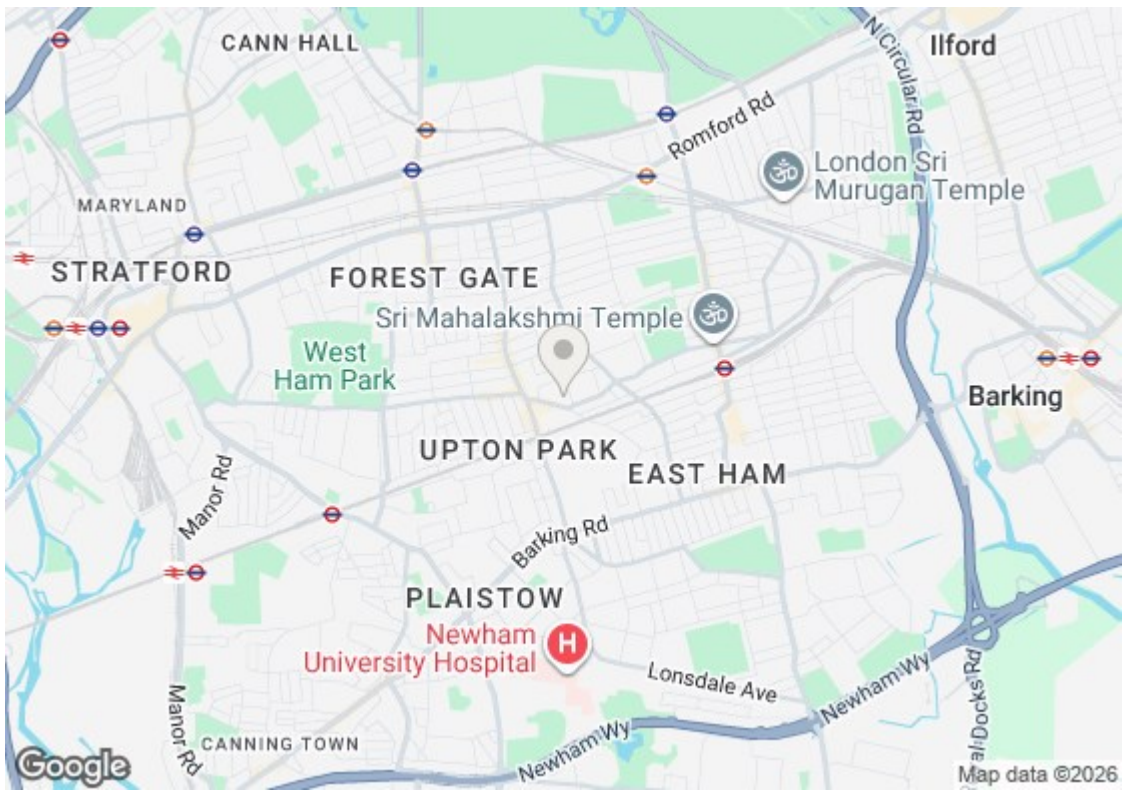 CANN HALL
Ilford
N Circular Rd
Romford Rd
London Sri
Murugan Temple
MARYLAND
STRATFORD
FOREST GATE
Sri Mahalakshmi Temple
West
Ham Park
Barking
UPTON PARK
EAST HAM
Manor Rd
Barking Rd
PLAISTOW
Newham
University Hospital
H
Lonsdale Ave
Newham Wy
Manor Rd
al Docks Rd
CANNING TOWN
Newham Wy
Google
Map data ©2026